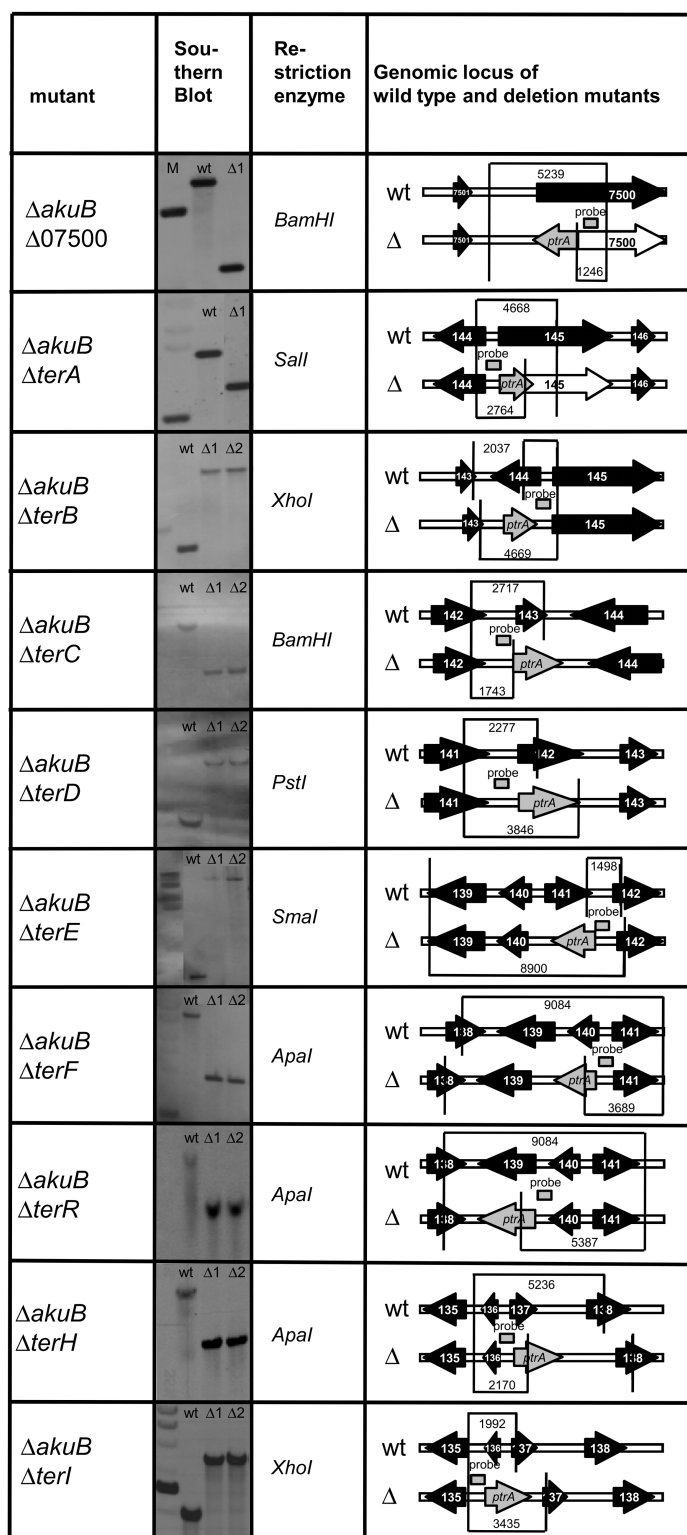 mutant
Sou-
thern
Blot
Re-
striction
enzyme
Genomic locus of
wild type and deletion mutants
ΔakuB
Δ07500
M wt Δ1
BamHI
wt
5239
7501 7500
probe
Δ
7501 ptrA 7500
1246
ΔakuB
ΔterA
wt Δ1
SalI
4668
wt
144 145 146
probe
Δ
144 ptrA 145 146
2764
ΔakuB
ΔterB
wt Δ1 Δ2
XhoI
2037
wt
143 144 145
probe
Δ
143 ptrA 145
4669
ΔakuB
ΔterC
wt Δ1 Δ2
BamHI
2717
wt
142 143 144
probe
Δ
142 ptrA 144
1743
ΔakuB
ΔterD
wt Δ1 Δ2
PstI
2277
wt
141 142 143
probe
Δ
141 ptrA 143
3846
ΔakuB
ΔterE
wt Δ1 Δ2
SmaI
1498
wt
139 140 141 142
probe
Δ
139 140 ptrA 142
8900
ΔakuB
ΔterF
wt Δ1 Δ2
ApaI
9084
wt
138 139 140 141
probe
Δ
138 139 ptrA 141
3689
ΔakuB
ΔterR
wt Δ1 Δ2
ApaI
9084
wt
138 139 140 141
probe
Δ
138 ptrA 140 141
5387
ΔakuB
ΔterH
wt Δ1 Δ2
ApaI
5236
wt
135 136 137 138
probe
Δ
135 136 ptrA 138
2170
ΔakuB
ΔterI
wt Δ1 Δ2
XhoI
1992
wt
135 136 137 138
probe
Δ
135 ptrA 137 138
3435